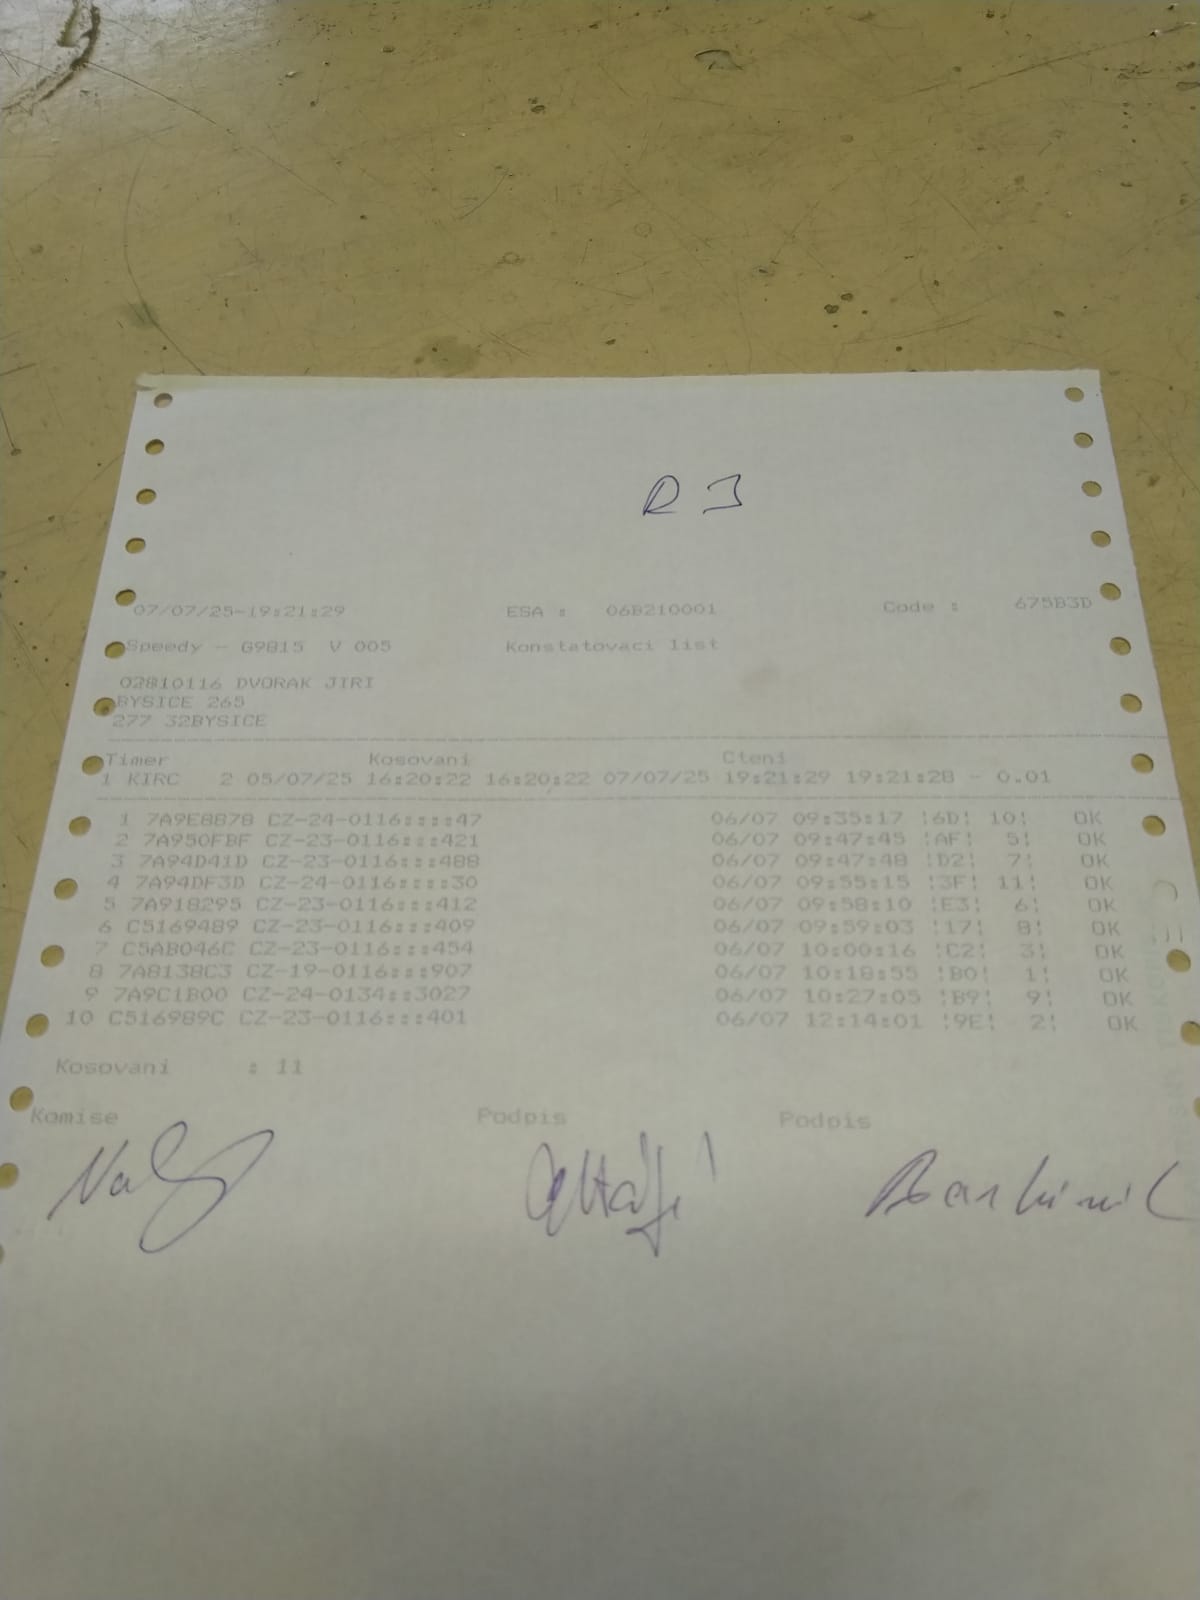 R 3
07/07/25-19:21:29 ESA : 06B210001 Code : 675B3D
Speedy - G9815 V 005 Konstatovaci list
02810116 DVORAK JIRI
BYSICE 265
277 32BYSICE
Timer Kosovani Cteni
1 KIRC 2 05/07/25 16:20:22 16:20:22 07/07/25 19:21:29 19:21:28 - 0.01
1 7A9E8878 CZ-24-0116::::47 06/07 09:35:17 !6D! 10! OK
2 7A950FBF CZ-23-0116:::421 06/07 09:47:45 !AF! 5! OK
3 7A94D41D CZ-23-0116:::488 06/07 09:47:48 !D2! 7! OK
4 7A94DF3D CZ-24-0116::::30 06/07 09:55:15 !3F! 11! OK
5 7A918295 CZ-23-0116:::412 06/07 09:58:10 !E3! 6! OK
6 C5169489 CZ-23-0116:::409 06/07 09:59:03 !17! 8! OK
7 C5AB046C CZ-23-0116:::454 06/07 10:00:16 !C2! 3! OK
8 7A8138C3 CZ-19-0116:::907 06/07 10:18:55 !B0! 1! OK
9 7A9C1B00 CZ-24-0134:::3027 06/07 10:27:05 !B9! 9! OK
10 C516989C CZ-23-0116:::401 06/07 12:14:01 !9E! 2! OK
Kosovani : 11
Komise Podpis Podpis